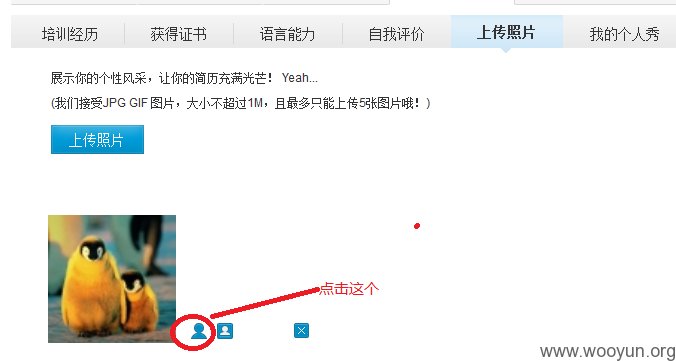 培训经历 获得证书 语言能力 自我评价 上传照片 我的个人秀
展示你的个性风采，让你的简历充满光芒！ Yeah...
(我们接受JPG GIF 图片，大小不超过1M，且最多只能上传5张图片哦！)
上传照片
点击这个
www.wooyun.org